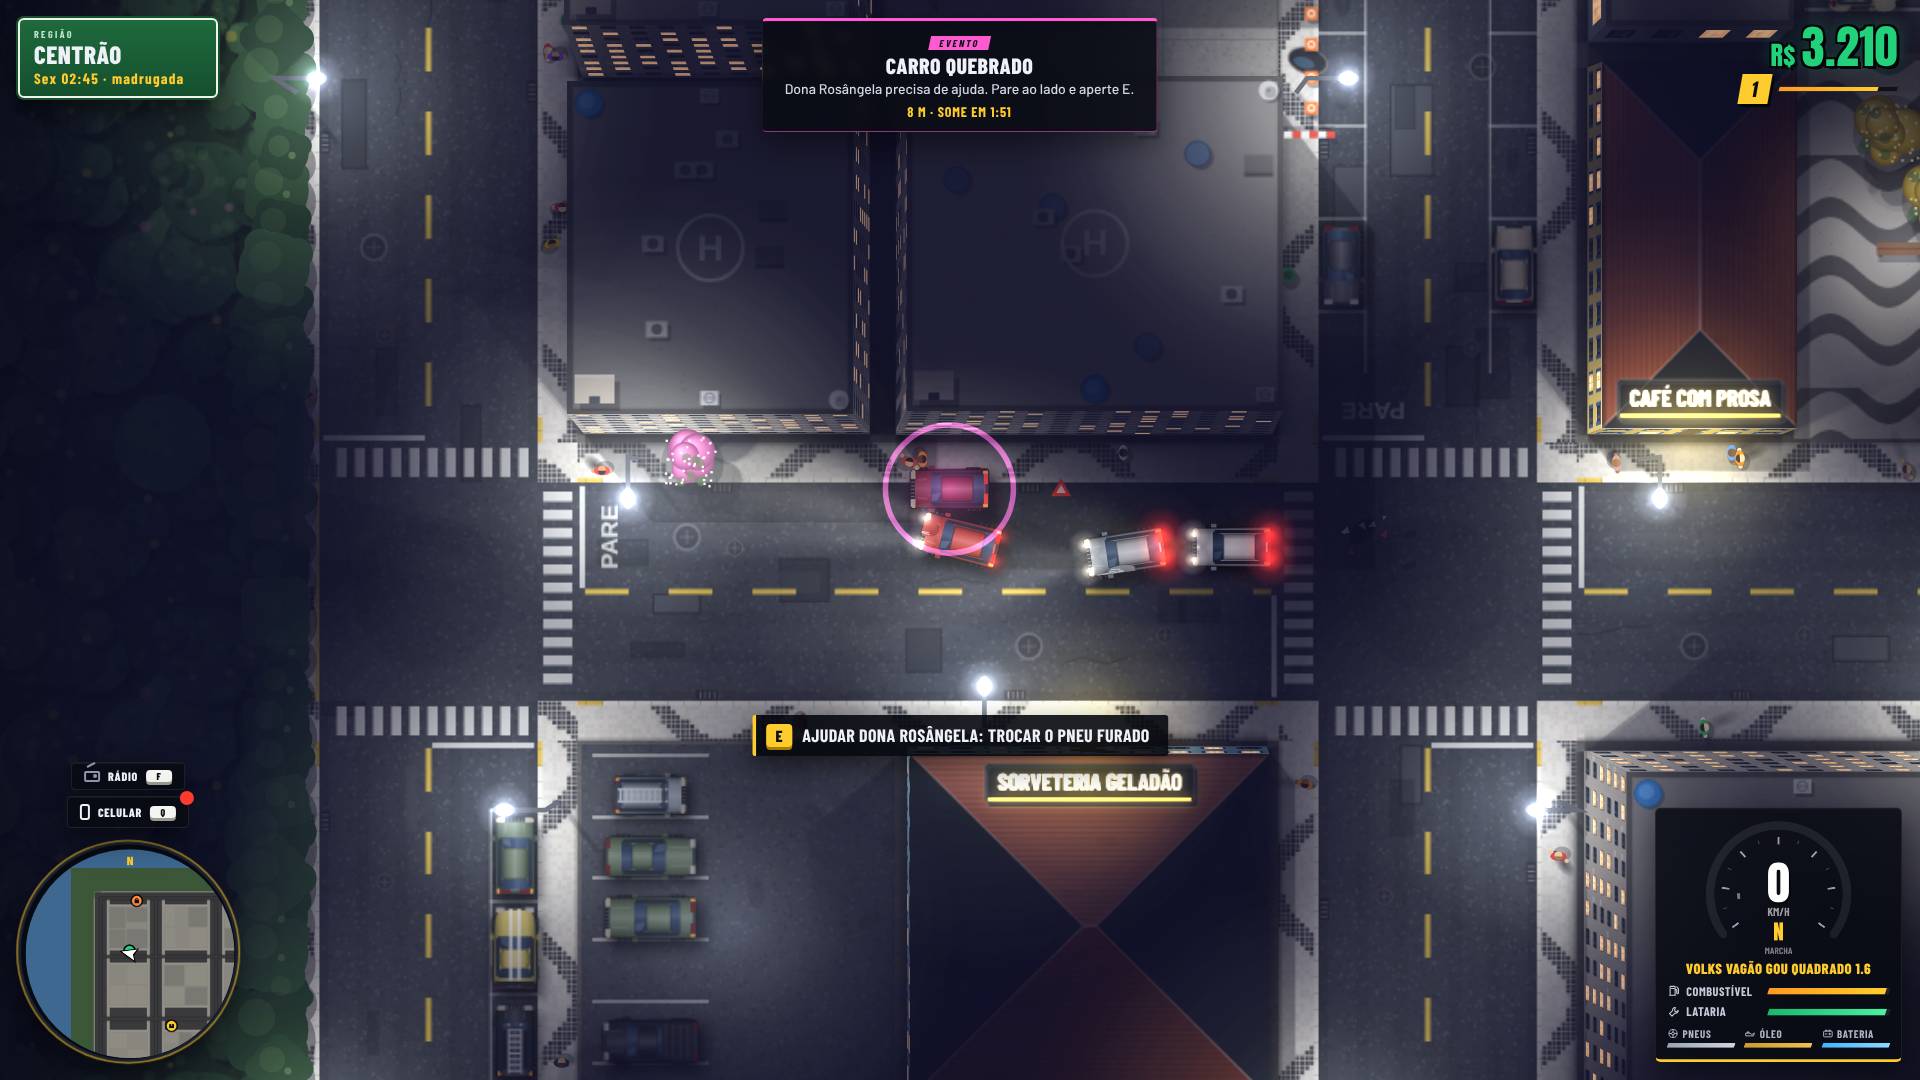 REGIÃO
CENTRÃO
Sex 02:45 · madrugada
EVENTO
CARRO QUEBRADO
Dona Rosângela precisa de ajuda. Pare ao lado e aperte E.
8 M · SOME EM 1:51
R$ 3.210
1
H
H
PARE
CAFÉ COM PROSA
PARE
E AJUDAR DONA ROSÂNGELA: TROCAR O PNEU FURADO
SORVETERIA GELADÃO
RÁDIO F
CELULAR Q
N
0
KM/H
N
MARCHA
VOLKS VAGÃO GOU QUADRADO 1.6
COMBUSTÍVEL
LATARIA
PNEUS ÓLEO BATERIA